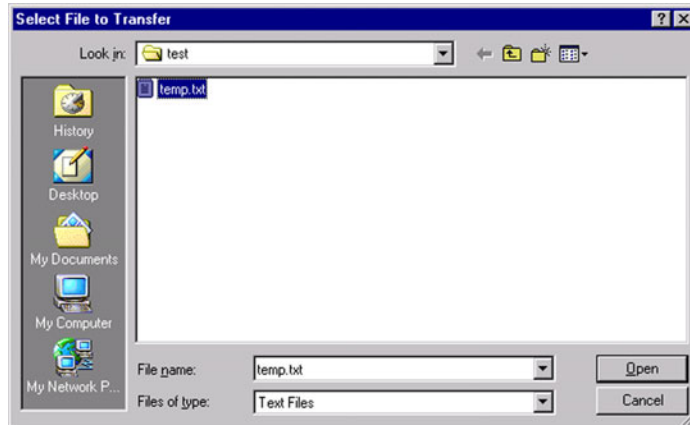 Select File to Transfer
Look in: test
temp.txt
History
Desktop
My Documents
My Computer
My Network P...
File name: temp.txt
Open
Files of type: Text Files
Cancel